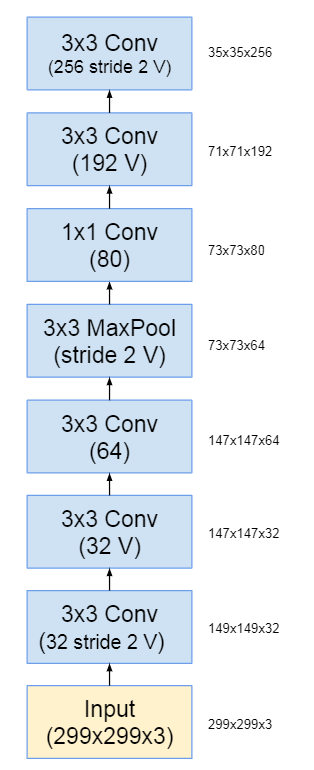 3x3 Conv
(256 stride 2 V)
35x35x256
3x3 Conv
(192 V)
71x71x192
1x1 Conv
(80)
73x73x80
3x3 MaxPool
(stride 2 V)
73x73x64
3x3 Conv
(64)
147x147x64
3x3 Conv
(32 V)
147x147x32
3x3 Conv
(32 stride 2 V)
149x149x32
Input
(299x299x3)
299x299x3